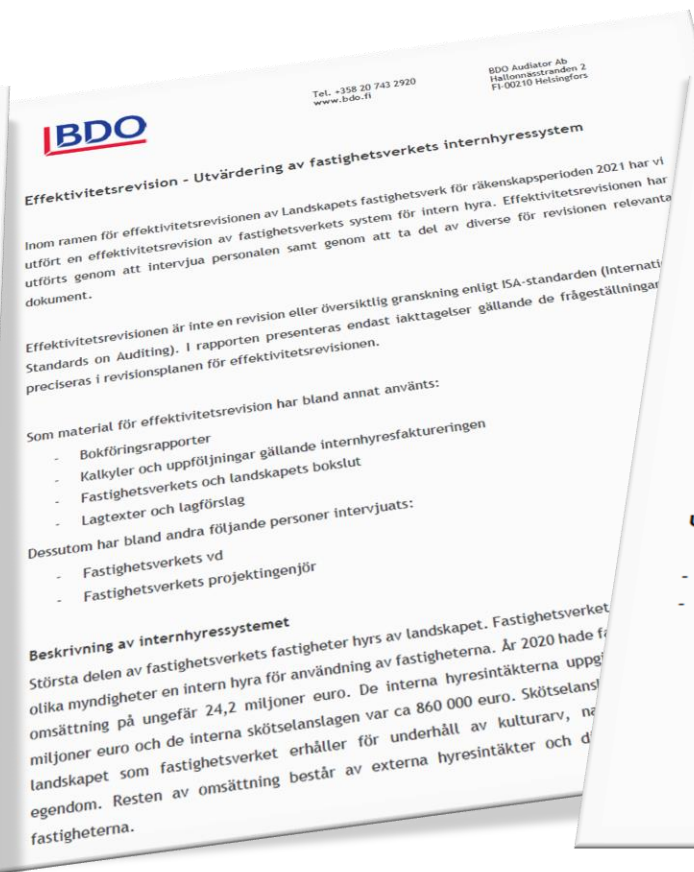 BDO
Tel. +358 20 743 2920
www.bdo.fi
BDO Audiator Ab
Hallonnässtranden 2
FI-00210 Helsingfors
Effektivitetsrevision - Utvärdering av fastighetsverkets internhyressystem
Inom ramen för effektivitetsrevisionen av Landskapets fastighetsverk för räkenskapsperioden 2021 har vi
utfört en effektivitetsrevision av fastighetsverkets system för intern hyra. Effektivitetsrevisionen har
utförts genom att intervjua personalen samt genom att ta del av diverse för revisionen relevanta
dokument.
Effektivitetsrevisionen är inte en revision eller översiktlig granskning enligt ISA-standarden (Internati
Standards on Auditing). I rapporten presenteras endast iakttagelser gällande de frågeställningar
preciseras i revisionsplanen för effektivitetsrevisionen.
Som material för effektivitetsrevision har bland annat använts:
- Bokföringsrapporter
- Kalkyler och uppföljningar gällande internhyresfaktureringen
- Fastighetsverkets och landskapets bokslut
- Lagtexter och lagförslag
Dessutom har bland andra följande personer intervjuats:
- Fastighetsverkets vd
- Fastighetsverkets projektingenjör
Beskrivning av internhyressystemet
Största delen av fastighetsverkets fastigheter hyrs av landskapet. Fastighetsverket
olika myndigheter en intern hyra för användning av fastigheterna. År 2020 hade fa
omsättning på ungefär 24,2 miljoner euro. De interna hyresintäkterna uppgi
miljoner euro och de interna skötselanslagen var ca 860 000 euro. Skötselansl
landskapet som fastighetsverket erhåller för underhåll av kulturarv, na
egendom. Resten av omsättning består av externa hyresintäkter och d
fastigheterna.
-
-